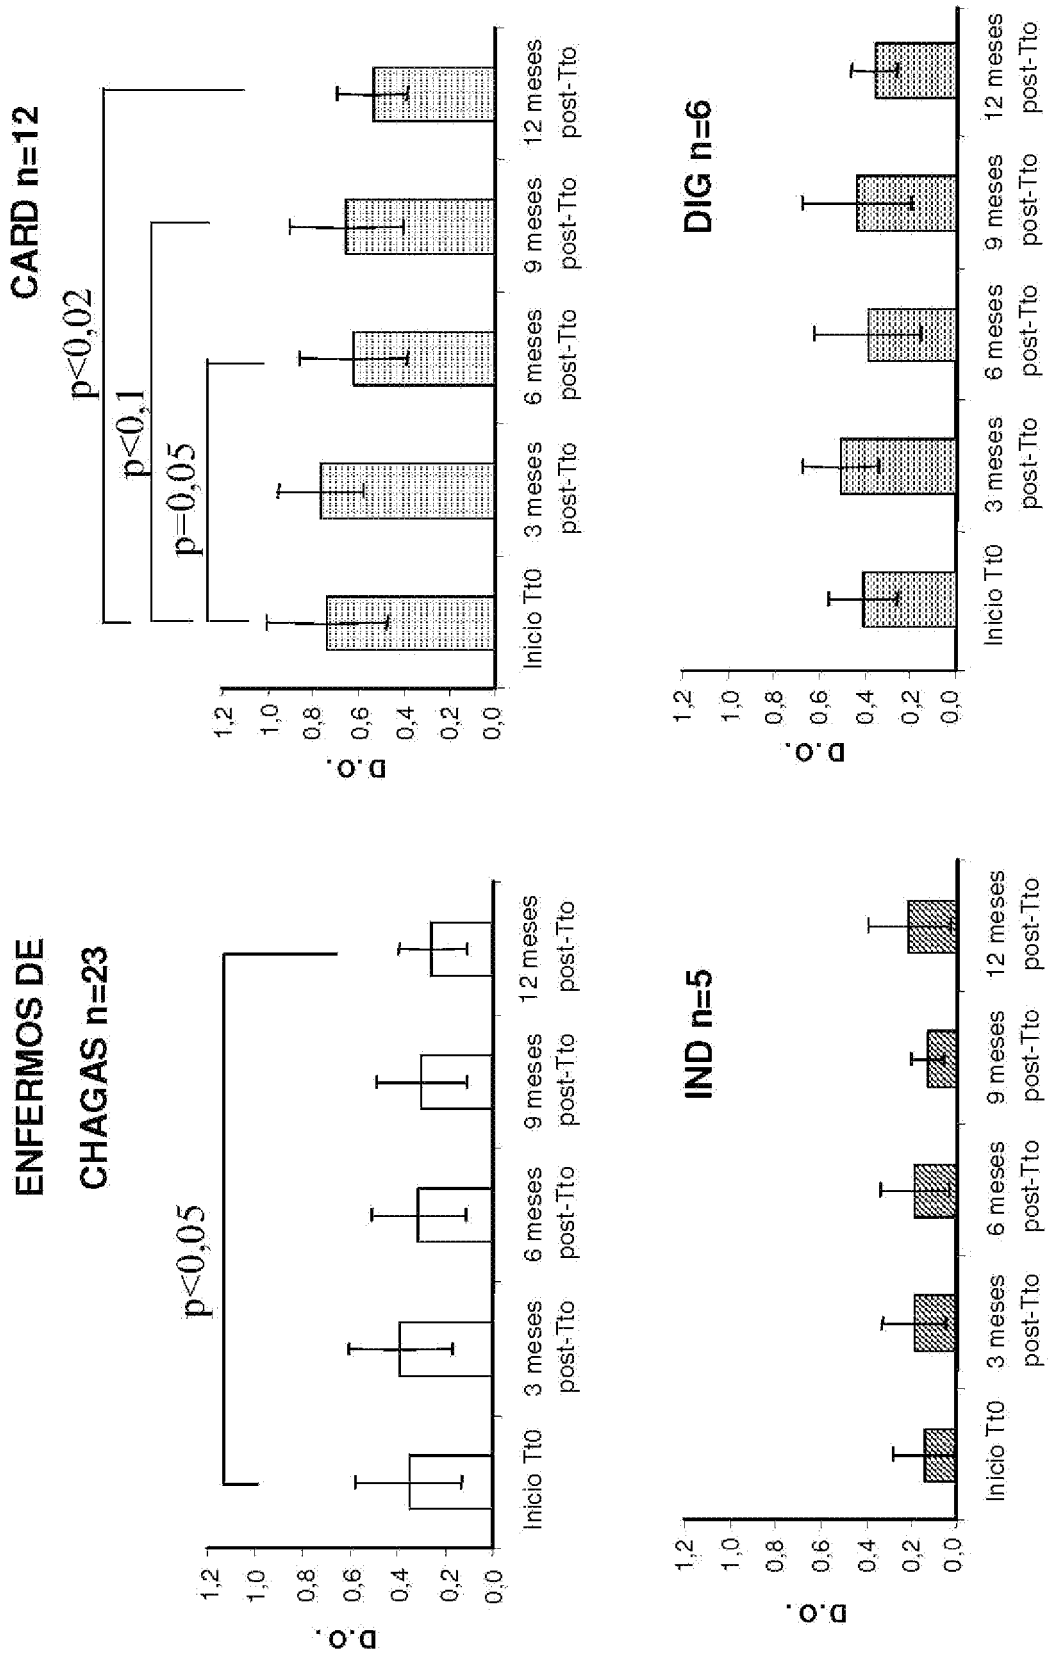 ENFERMOS DE
CHAGAS n=23
p<0,05
D.O.
1,2
1,0
0,8
0,6
0,4
0,2
0,0
Inicio Tt0
3 meses
post-Tto
6 meses
post-Tto
9 meses
post-Tto
12 meses
post-Tto
CARD n=12
p<0,02
p<0,1
p=0,05
D.O.
1,2
1,0
0,8
0,6
0,4
0,2
0,0
Inicio Tt0
3 meses
post-Tto
6 meses
post-Tto
9 meses
post-Tto
12 meses
post-Tto
IND n=5
D.O.
1,2
1,0
0,8
0,6
0,4
0,2
0,0
Inicio Tt0
3 meses
post-Tto
6 meses
post-Tto
9 meses
post-Tto
12 meses
post-Tto
DIG n=6
D.O.
1,2
1,0
0,8
0,6
0,4
0,2
0,0
Inicio Tt0
3 meses
post-Tto
6 meses
post-Tto
9 meses
post-Tto
12 meses
post-Tto